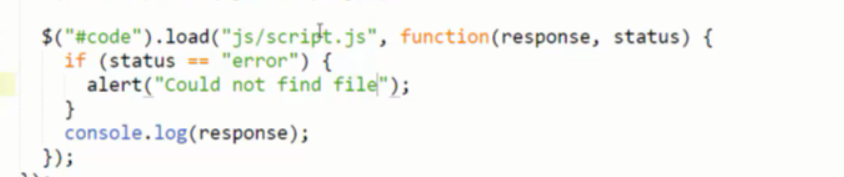 $("#code").load("js/script.js", function(response, status) {
if (status == "error") {
alert("Could not find file");
}
console.log(response);
});